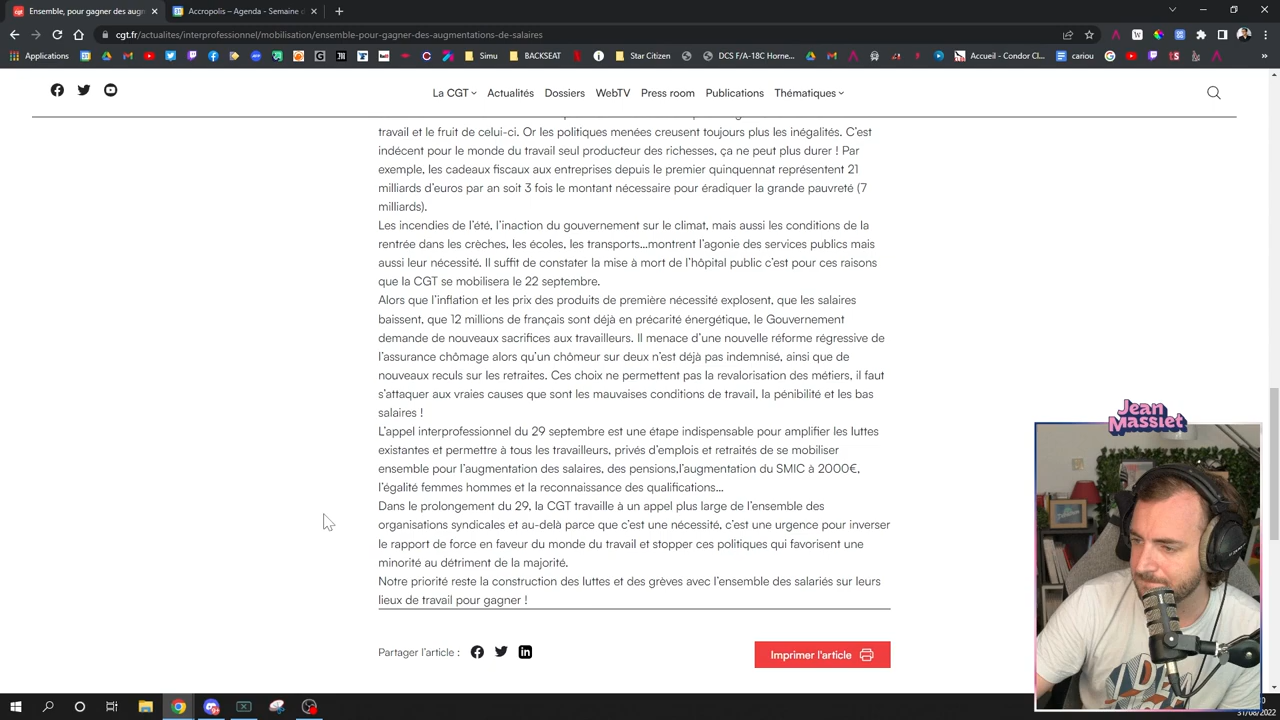 Ensemble, pour gagner des aug
Accropolis – Agenda - Semaine d
cgt.fr/actualites/interprofessionnel/mobilisation/ensemble-pour-gagner-des-augmentations-de-salaires
Applications
Simu
BACKSEAT
Star Citizen
DCS F/A-18C Horne...
Accueil - Condor Cl...
cariou
La CGT
Actualités
Dossiers
WebTV
Press room
Publications
Thématiques
travail et le fruit de celui-ci. Or les politiques menées creusent toujours plus les inégalités. C'est
indécent pour le monde du travail seul producteur des richesses, ça ne peut plus durer ! Par
exemple, les cadeaux fiscaux aux entreprises depuis le premier quinquennat représentent 21
milliards d'euros par an soit 3 fois le montant nécessaire pour éradiquer la grande pauvreté (7
milliards).
Les incendies de l'été, l'inaction du gouvernement sur le climat, mais aussi les conditions de la
rentrée dans les crèches, les écoles, les transports...montrent l'agonie des services publics mais
aussi leur nécessité. Il suffit de constater la mise à mort de l'hôpital public c'est pour ces raisons
que la CGT se mobilisera le 22 septembre.
Alors que l'inflation et les prix des produits de première nécessité explosent, que les salaires
baissent, que 12 millions de français sont déjà en précarité énergétique, le Gouvernement
demande de nouveaux sacrifices aux travailleurs. Il menace d'une nouvelle réforme régressive de
l'assurance chômage alors qu'un chômeur sur deux n'est déjà pas indemnisé, ainsi que de
nouveaux reculs sur les retraites. Ces choix ne permettent pas la revalorisation des métiers, il faut
s'attaquer aux vraies causes que sont les mauvaises conditions de travail, la pénibilité et les bas
salaires !
L'appel interprofessionnel du 29 septembre est une étape indispensable pour amplifier les luttes
existantes et permettre à tous les travailleurs, privés d'emplois et retraités de se mobiliser
ensemble pour l'augmentation des salaires, des pensions,l'augmentation du SMIC à 2000€,
l'égalité femmes hommes et la reconnaissance des qualifications...
Dans le prolongement du 29, la CGT travaille à un appel plus large de l'ensemble des
organisations syndicales et au-delà parce que c'est une nécessité, c'est une urgence pour inverser
le rapport de force en faveur du monde du travail et stopper ces politiques qui favorisent une
minorité au détriment de la majorité.
Notre priorité reste la construction des luttes et des grèves avec l'ensemble des salariés sur leurs
lieux de travail pour gagner !
Partager l'article :
Imprimer l'article
Jean
Massiet
31/08/2022